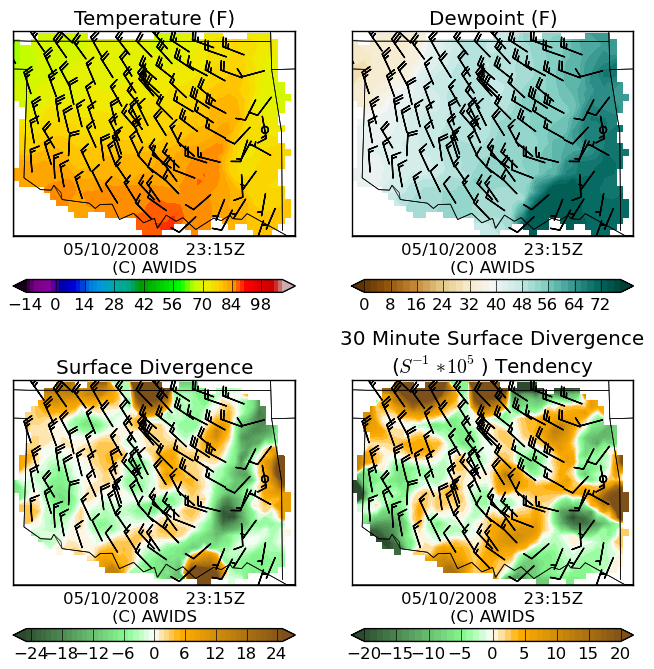 Temperature (F)
Dewpoint (F)
05/10/2008 23:15Z
(C) AWIDS
05/10/2008 23:15Z
(C) AWIDS
−14 0 14 28 42 56 70 84 98
0 8 16 24 32 40 48 56 64 72
Surface Divergence
30 Minute Surface Divergence
(S⁻¹ *10⁵ ) Tendency
05/10/2008 23:15Z
(C) AWIDS
05/10/2008 23:15Z
(C) AWIDS
−24 −18 −12 −6 0 6 12 18 24
−20 −15 −10 −5 0 5 10 15 20